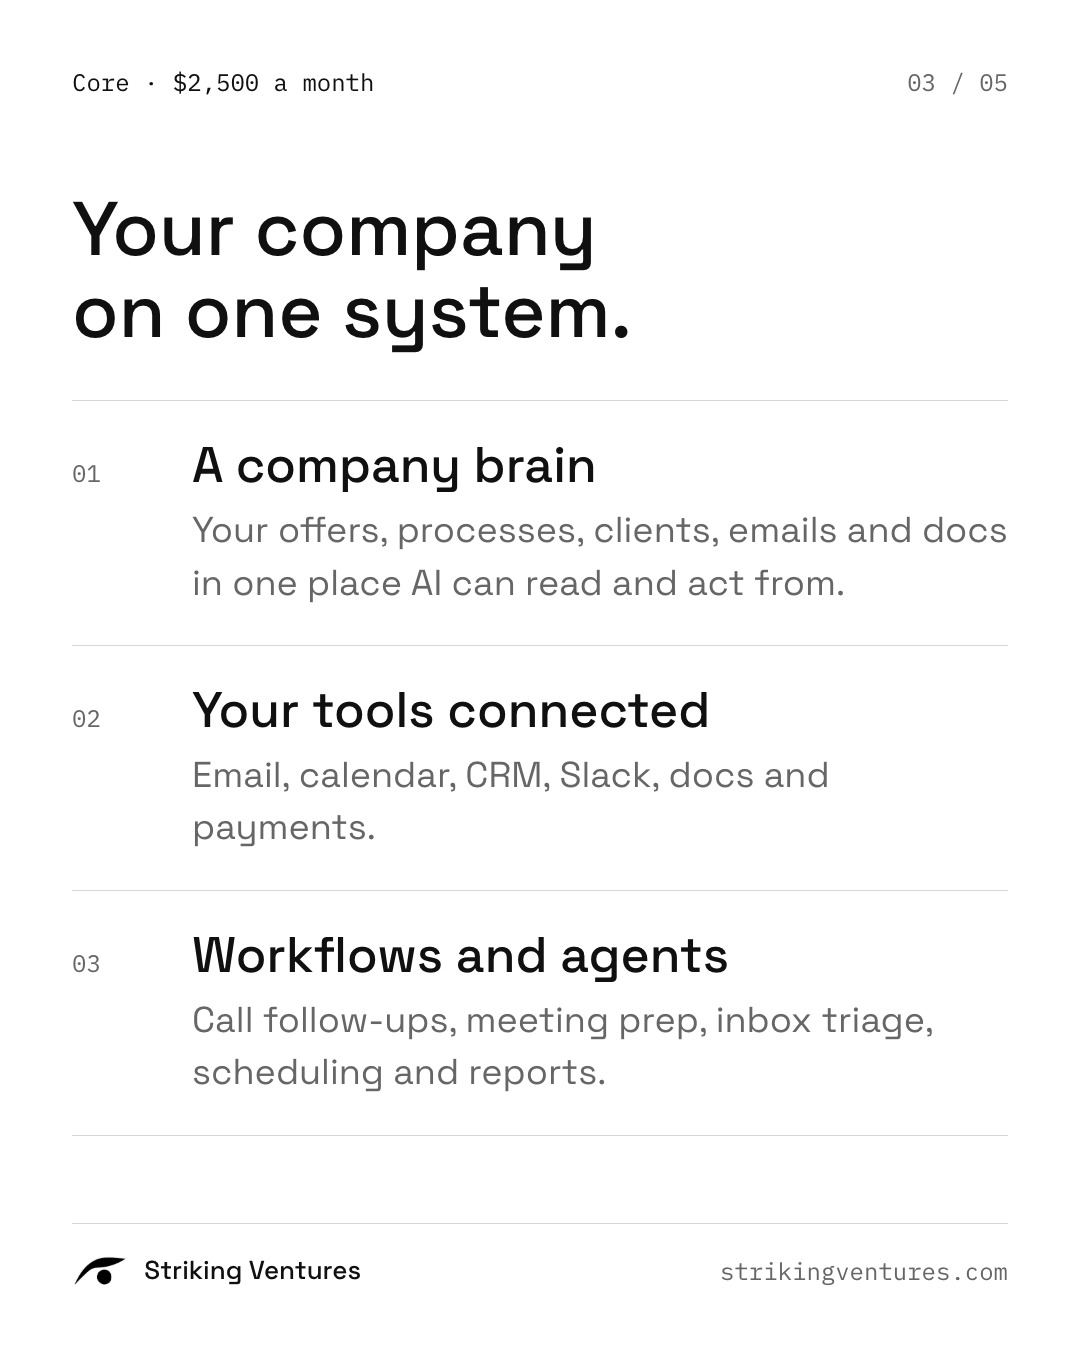 Core · $2,500 a month
03 / 05
Your company
on one system.
01
A company brain
Your offers, processes, clients, emails and docs
in one place AI can read and act from.
02
Your tools connected
Email, calendar, CRM, Slack, docs and
payments.
03
Workflows and agents
Call follow-ups, meeting prep, inbox triage,
scheduling and reports.
Striking Ventures
strikingventures.com